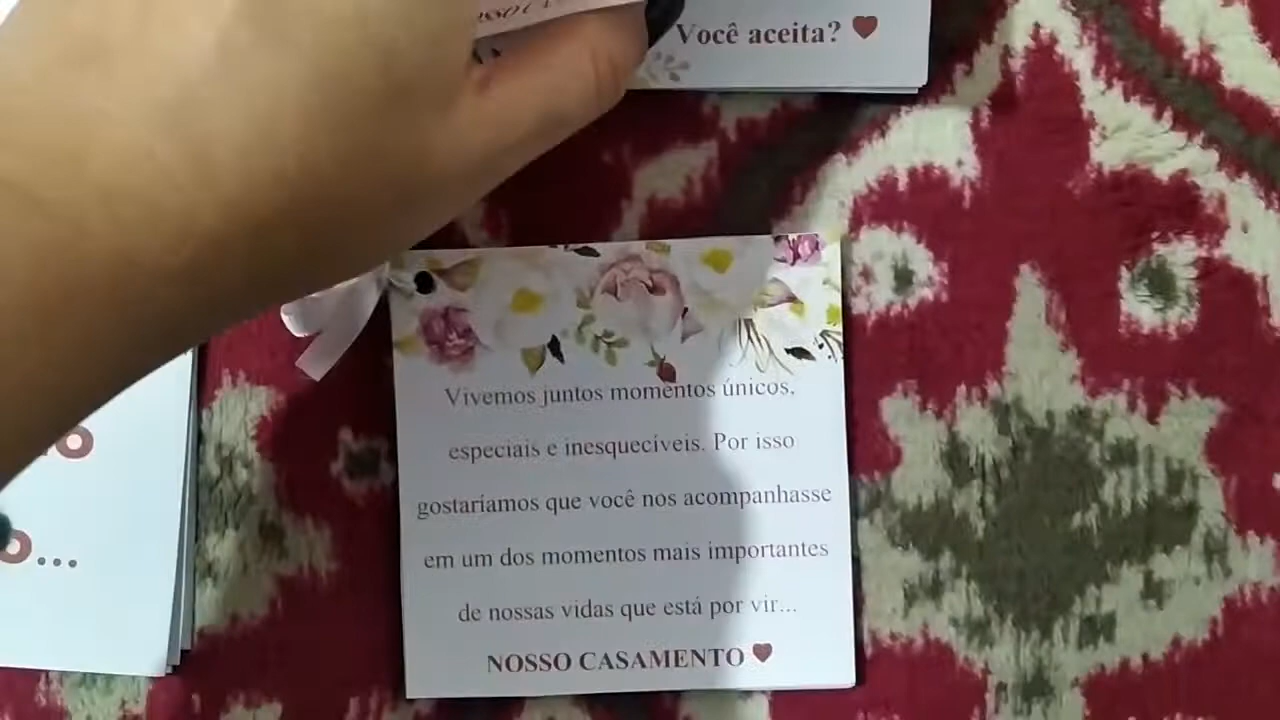 Você aceita? ♥
Vivemos juntos momentos únicos,
especiais e inesquecíveis. Por isso
gostaríamos que você nos acompanhasse
em um dos momentos mais importantes
de nossas vidas que está por vir...
NOSSO CASAMENTO ♥